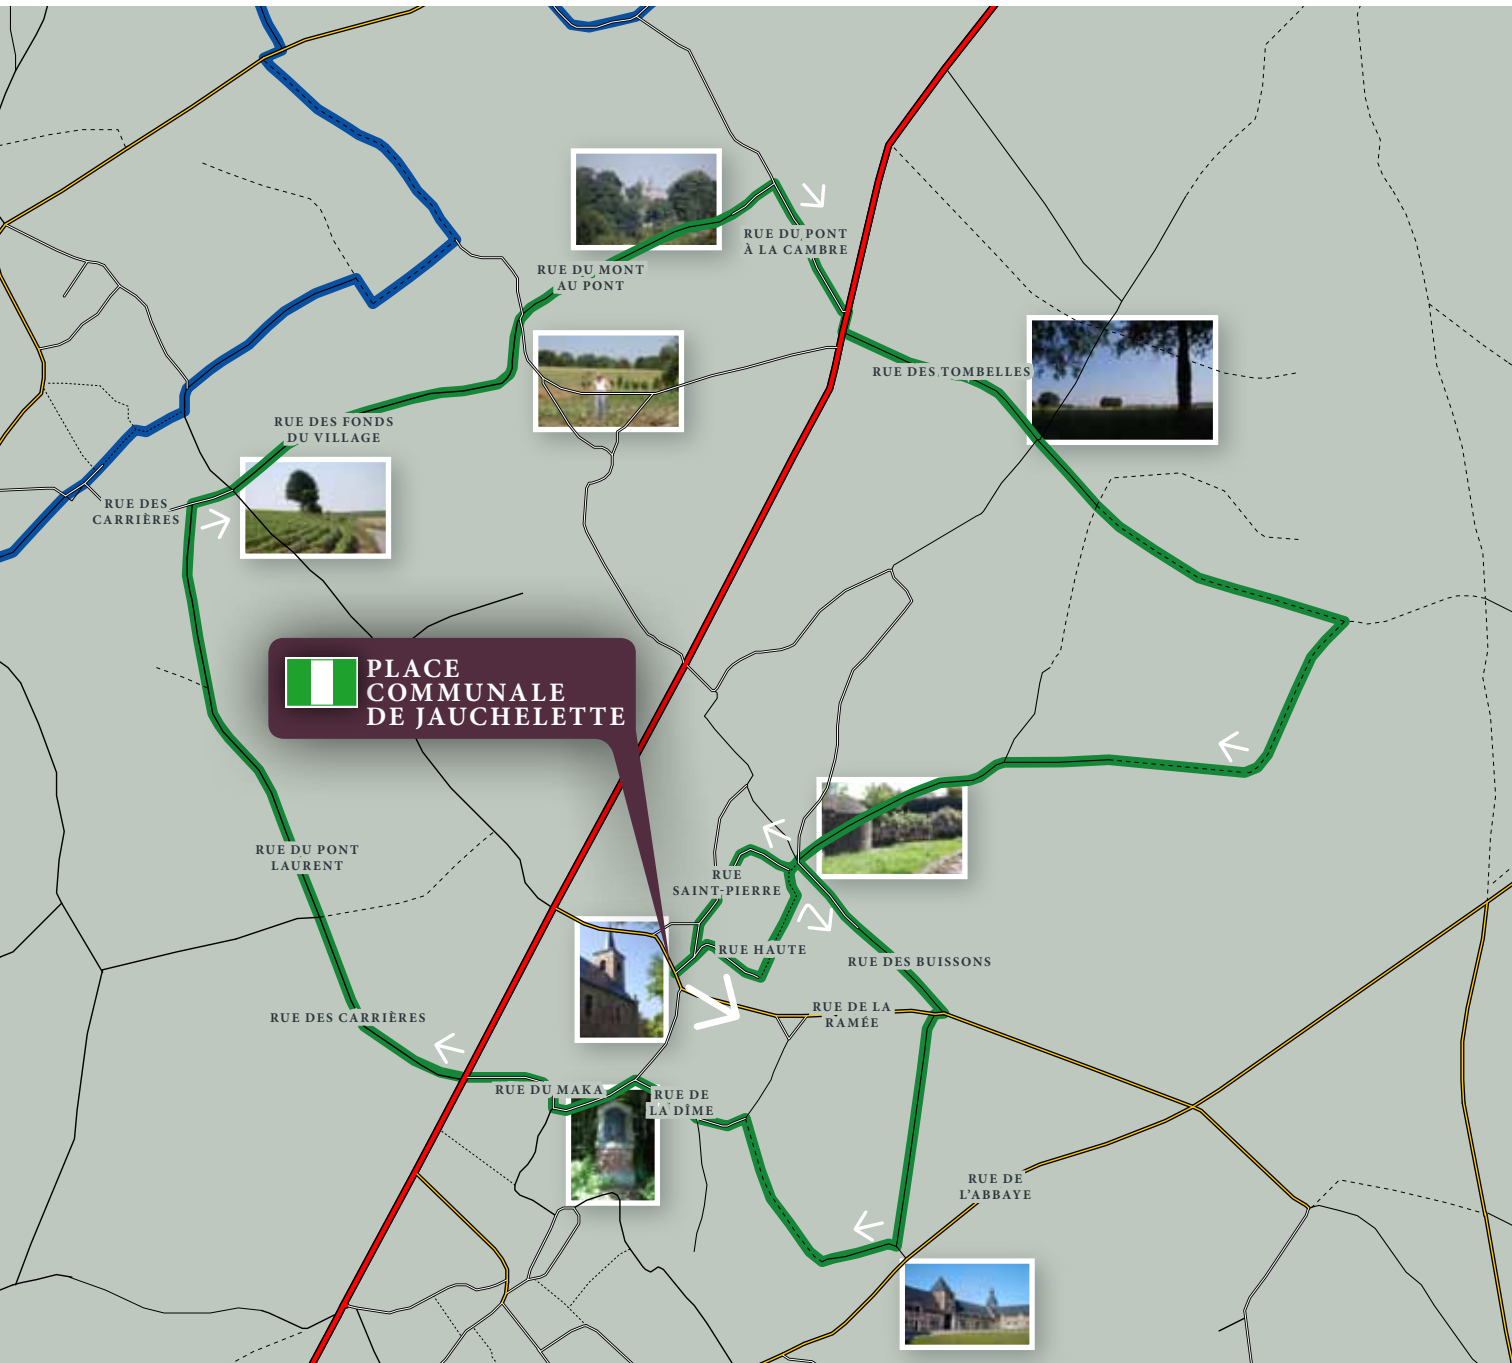 RUE DU PONT
À LA CAMBRE
RUE DU MONT
AU PONT
RUE DES TOMBELLES
RUE DES FONDS
DU VILLAGE
RUE DES
CARRIÈRES
PLACE
COMMUNALE
DE JAUCHELETTE
RUE DU PONT
LAURENT
RUE
SAINT-PIERRE
RUE HAUTE
RUE DES BUISSONS
RUE DE LA
RAMÉE
RUE DES CARRIÈRES
RUE DU MAKA
RUE DE
LA DÎME
RUE DE
L'ABBAYE